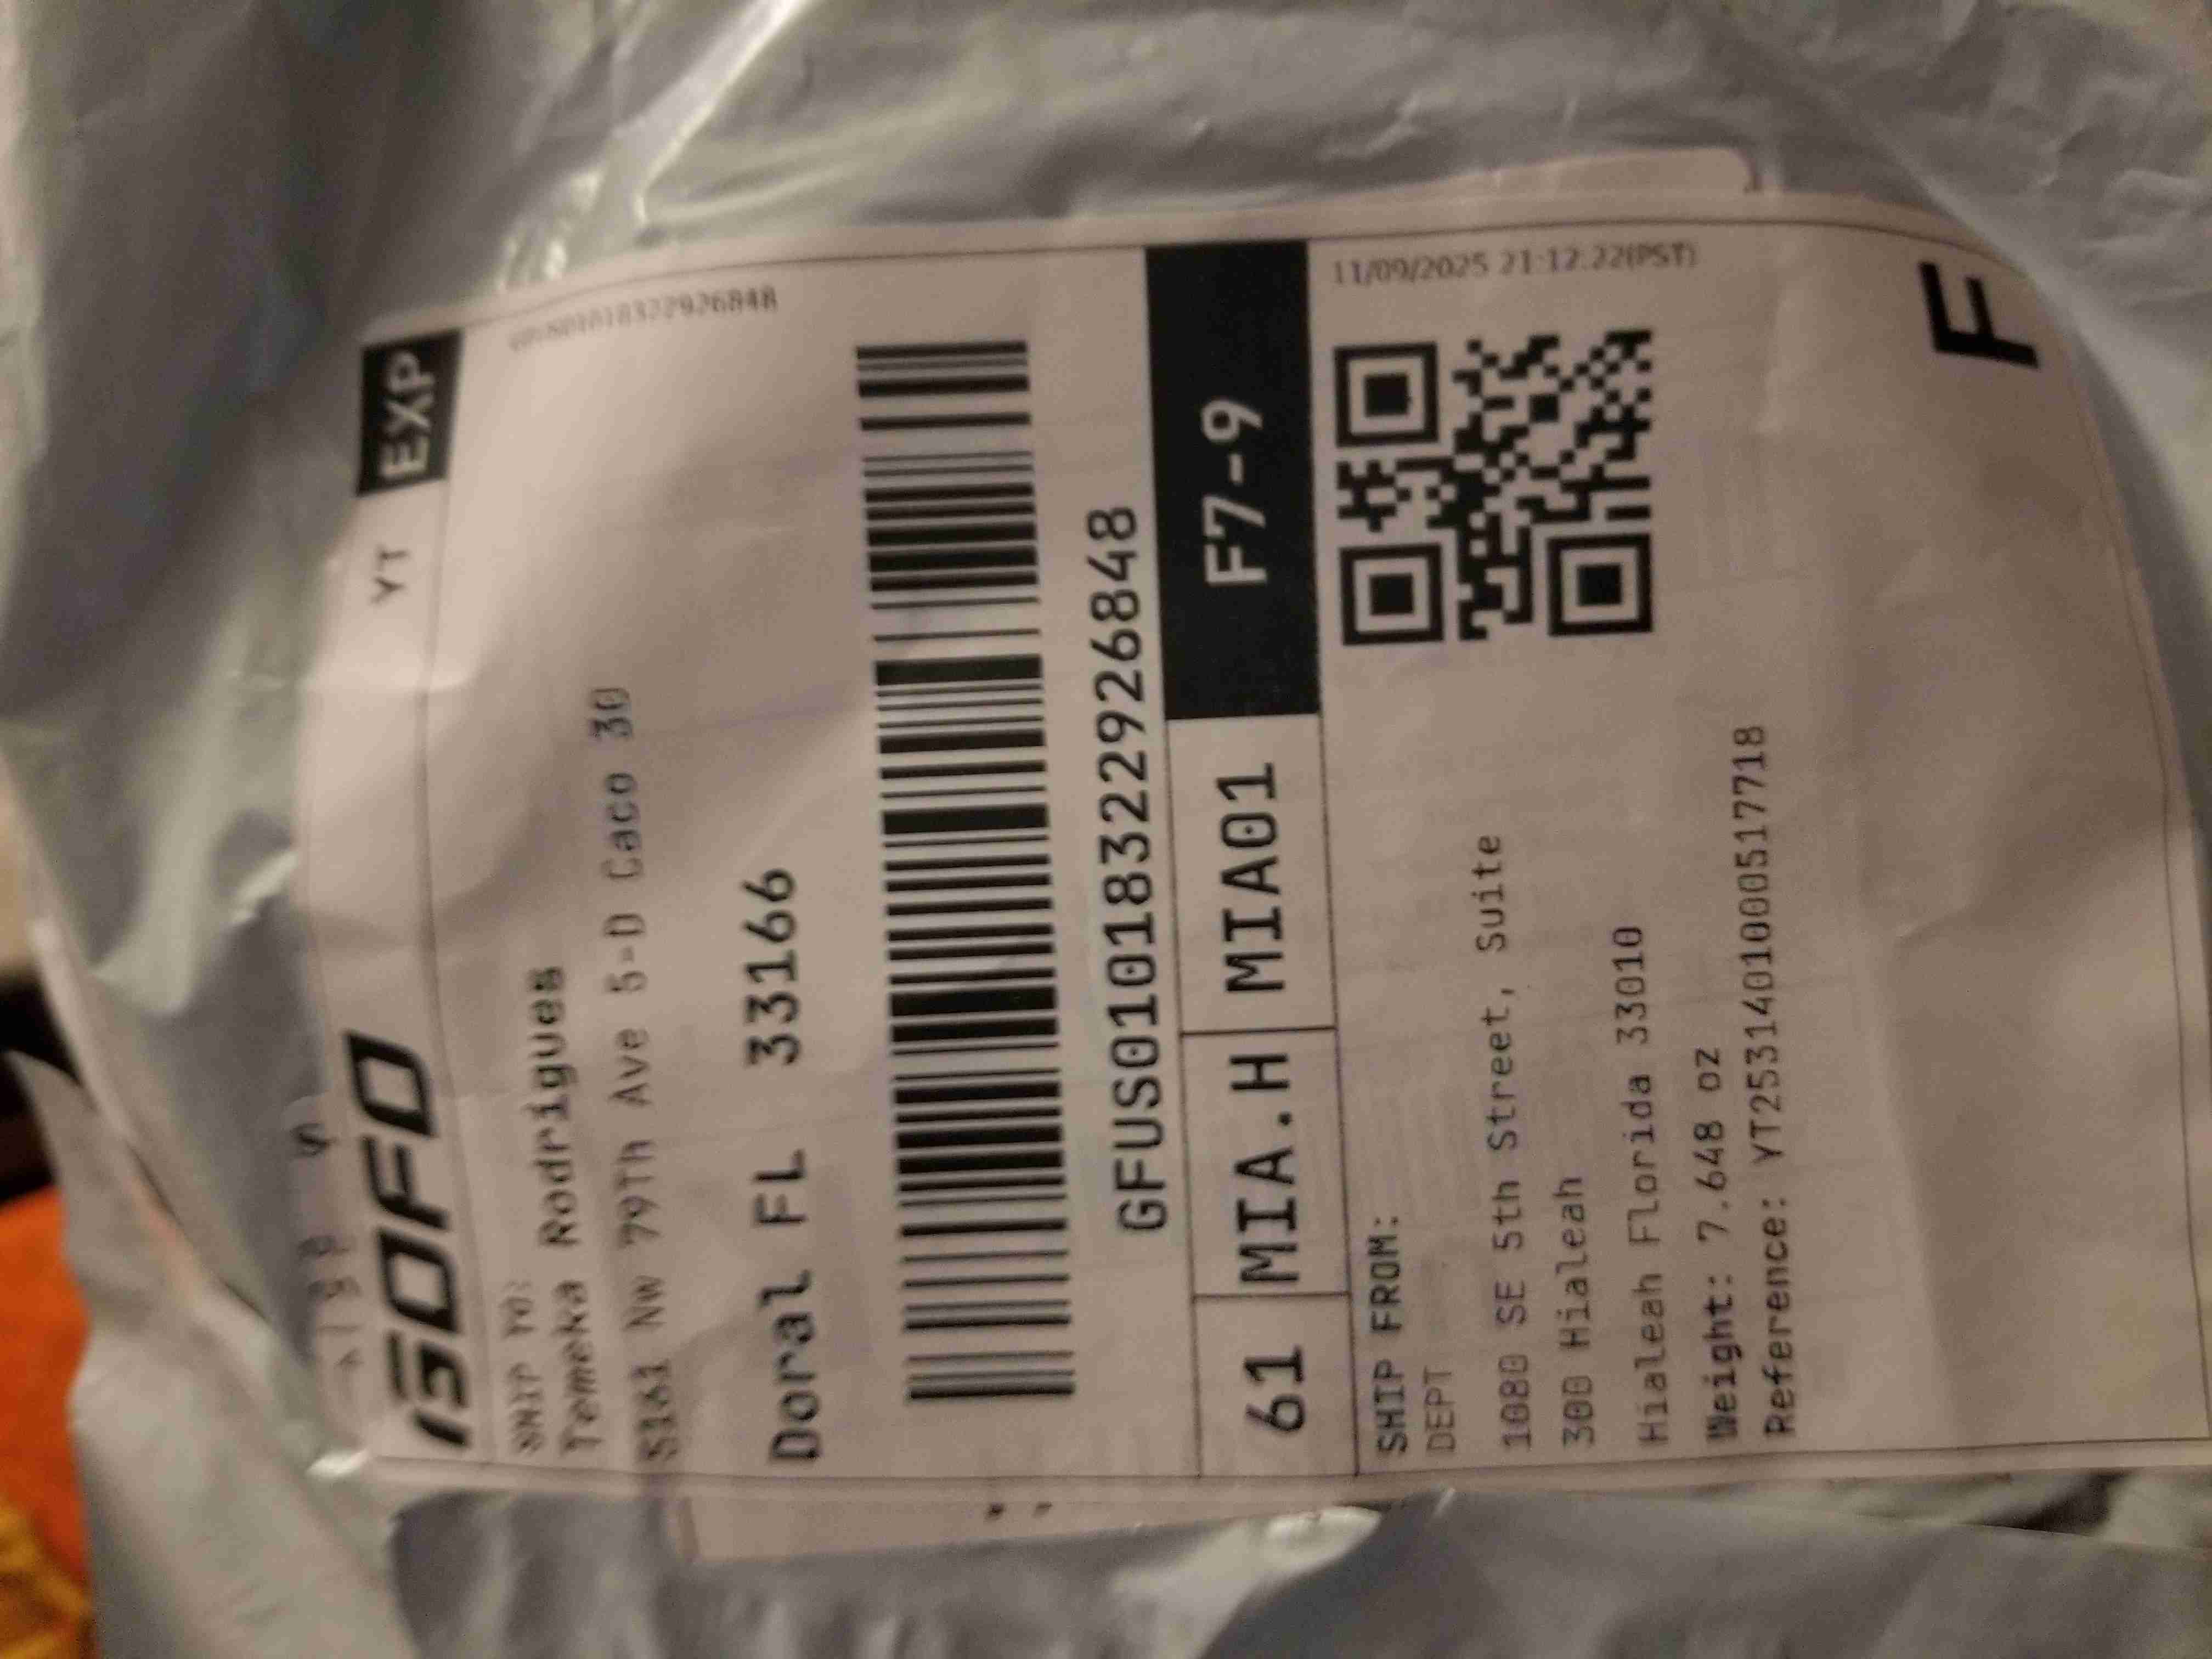 GOFO YT EXP
SHIP TO:
Temeka Rodrigues
5161 Nw 79Th Ave 5-D Caco 30
Doral FL 33166
GFUS01018322926848
61 MIA.H MIA01 F7-9
SHIP FROM:
DEPT
1080 SE 5th Street, Suite
300 Hialeah
Hialeah Florida 33010
Weight: 7.648 OZ
Reference: YT2531401000517718
11/09/2025 21:12:22(PST)
F